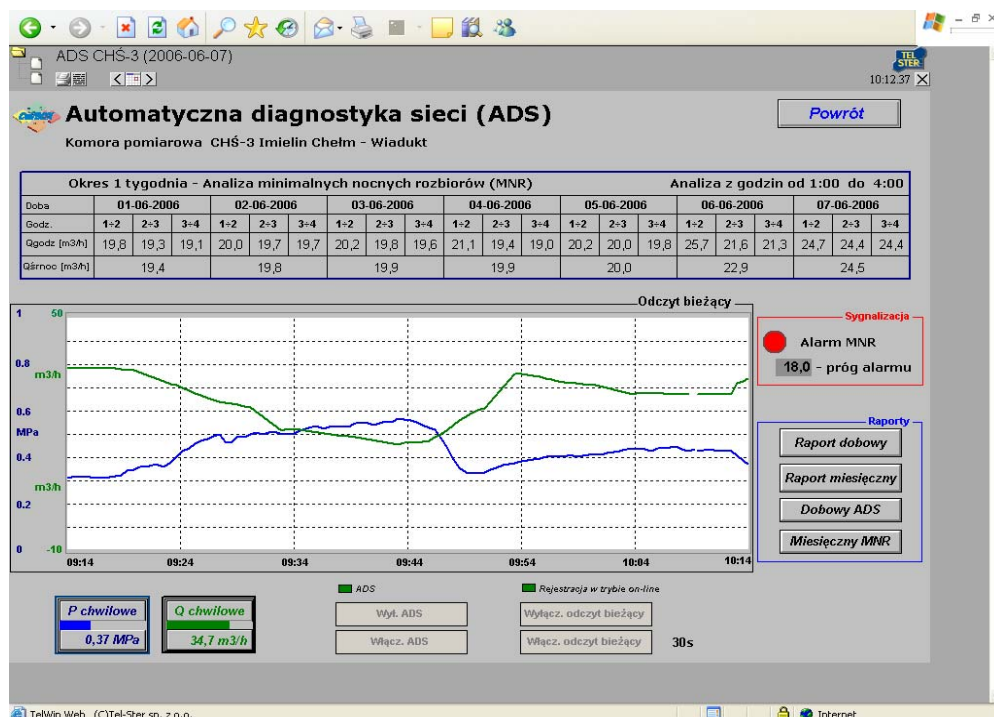 ADS CHŚ-3 (2006-06-07)
TEL
STER
10:12:37
Automatyczna diagnostyka sieci (ADS)
Powrót
Komora pomiarowa CHŚ-3 Imielin Chełm - Wiadukt
Okres 1 tygodnia - Analiza minimalnych nocnych rozbiorów (MNR) Analiza z godzin od 1:00 do 4:00
Doba 01-06-2006 02-06-2006 03-06-2006 04-06-2006 05-06-2006 06-06-2006 07-06-2006
Godz. 1÷2 2÷3 3÷4 1÷2 2÷3 3÷4 1÷2 2÷3 3÷4 1÷2 2÷3 3÷4 1÷2 2÷3 3÷4 1÷2 2÷3 3÷4 1÷2 2÷3 3÷4
Qgodz [m3/h] 19,8 19,3 19,1 20,0 19,7 19,7 20,2 19,8 19,6 21,1 19,4 19,0 20,2 20,0 19,8 25,7 21,6 21,3 24,7 24,4 24,4
Qśrnoc [m3/h] 19,4 19,8 19,9 19,9 20,0 22,9 24,5
Odczyt bieżący
1 50
0.8
m3/h
0.6
MPa
0.4
m3/h
0.2
0 -10
09:14 09:24 09:34 09:44 09:54 10:04 10:14
Sygnalizacja
Alarm MNR
18,0 - próg alarmu
Raporty
Raport dobowy
Raport miesięczny
Dobowy ADS
Miesięczny MNR
ADS
Rejestracja w trybie on-line
P chwilowe
0,37 MPa
Q chwilowe
34,7 m3/h
Wył. ADS
Włącz. ADS
Wyłącz. odczyt bieżący
Włącz. odczyt bieżący
30s
TelWin Web (C)Tel-Ster sp. z o.o. Internet